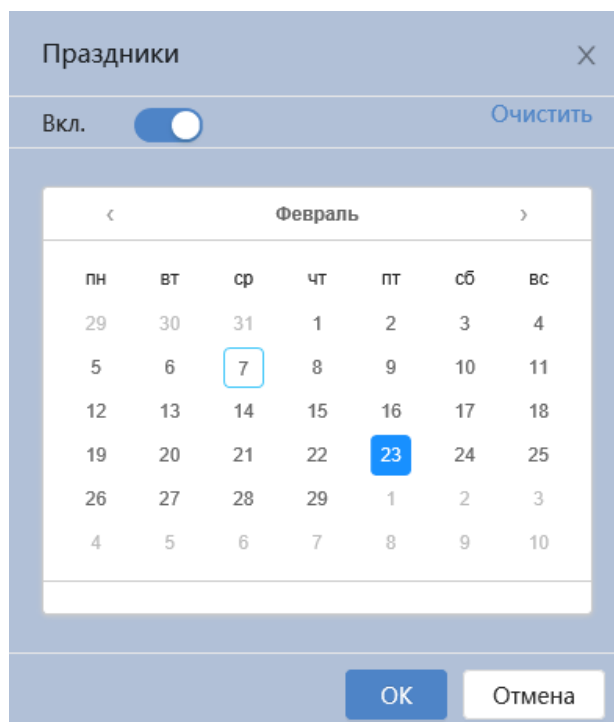 Праздники
Вкл. Очистить
Февраль
пн вт ср чт пт сб вс
29 30 31 1 2 3 4
5 6 7 8 9 10 11
12 13 14 15 16 17 18
19 20 21 22 23 24 25
26 27 28 29 1 2 3
4 5 6 7 8 9 10
ОК Отмена